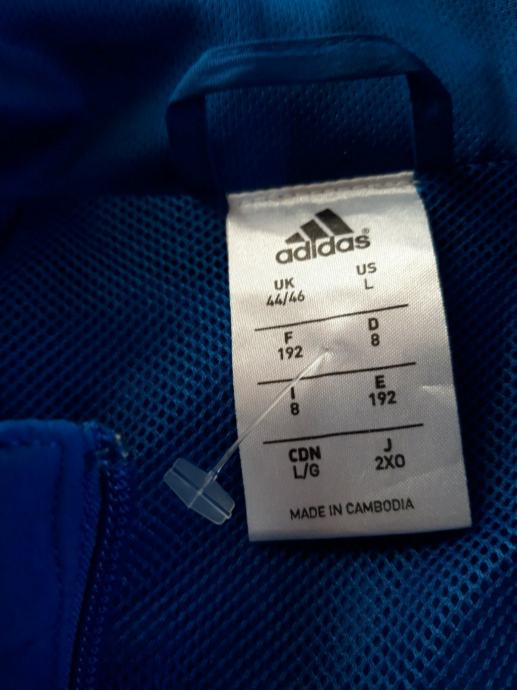 adidas®
UK US
44/46 L
F D
192 8
I E
8 192
CDN J
L/G 2XO
MADE IN CAMBODIA